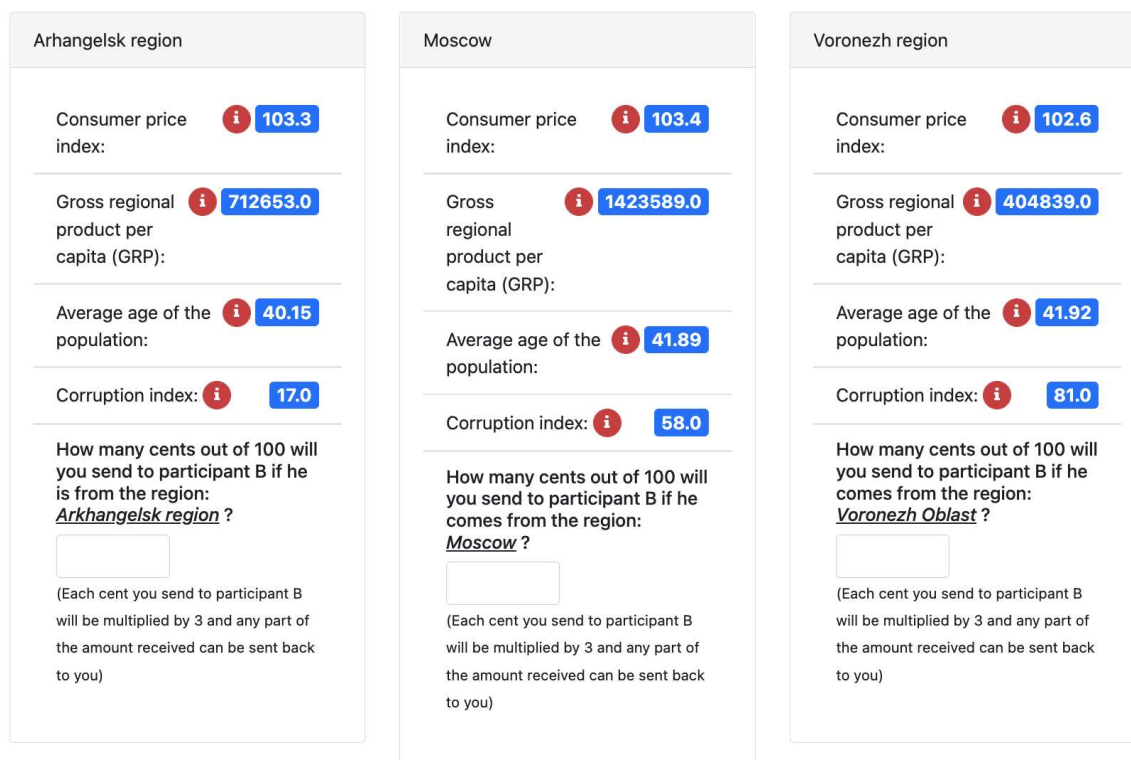 Arhangelsk region
Consumer price
index:
i
103.3
Gross regional
product per
capita (GRP):
i
712653.0
Average age of the
population:
i
40.15
Corruption index:
i
17.0
How many cents out of 100 will
you send to participant B if he
is from the region:
Arkhangelsk region ?
(Each cent you send to participant B
will be multiplied by 3 and any part of
the amount received can be sent back
to you)
Moscow
Consumer price
index:
i
103.4
Gross
regional
product per
capita (GRP):
i
1423589.0
Average age of the
population:
i
41.89
Corruption index:
i
58.0
How many cents out of 100 will
you send to participant B if he
comes from the region:
Moscow ?
(Each cent you send to participant B
will be multiplied by 3 and any part of
the amount received can be sent back
to you)
Voronezh region
Consumer price
index:
i
102.6
Gross regional
product per
capita (GRP):
i
404839.0
Average age of the
population:
i
41.92
Corruption index:
i
81.0
How many cents out of 100 will
you send to participant B if he
comes from the region:
Voronezh Oblast ?
(Each cent you send to participant B
will be multiplied by 3 and any part of
the amount received can be sent back
to you)